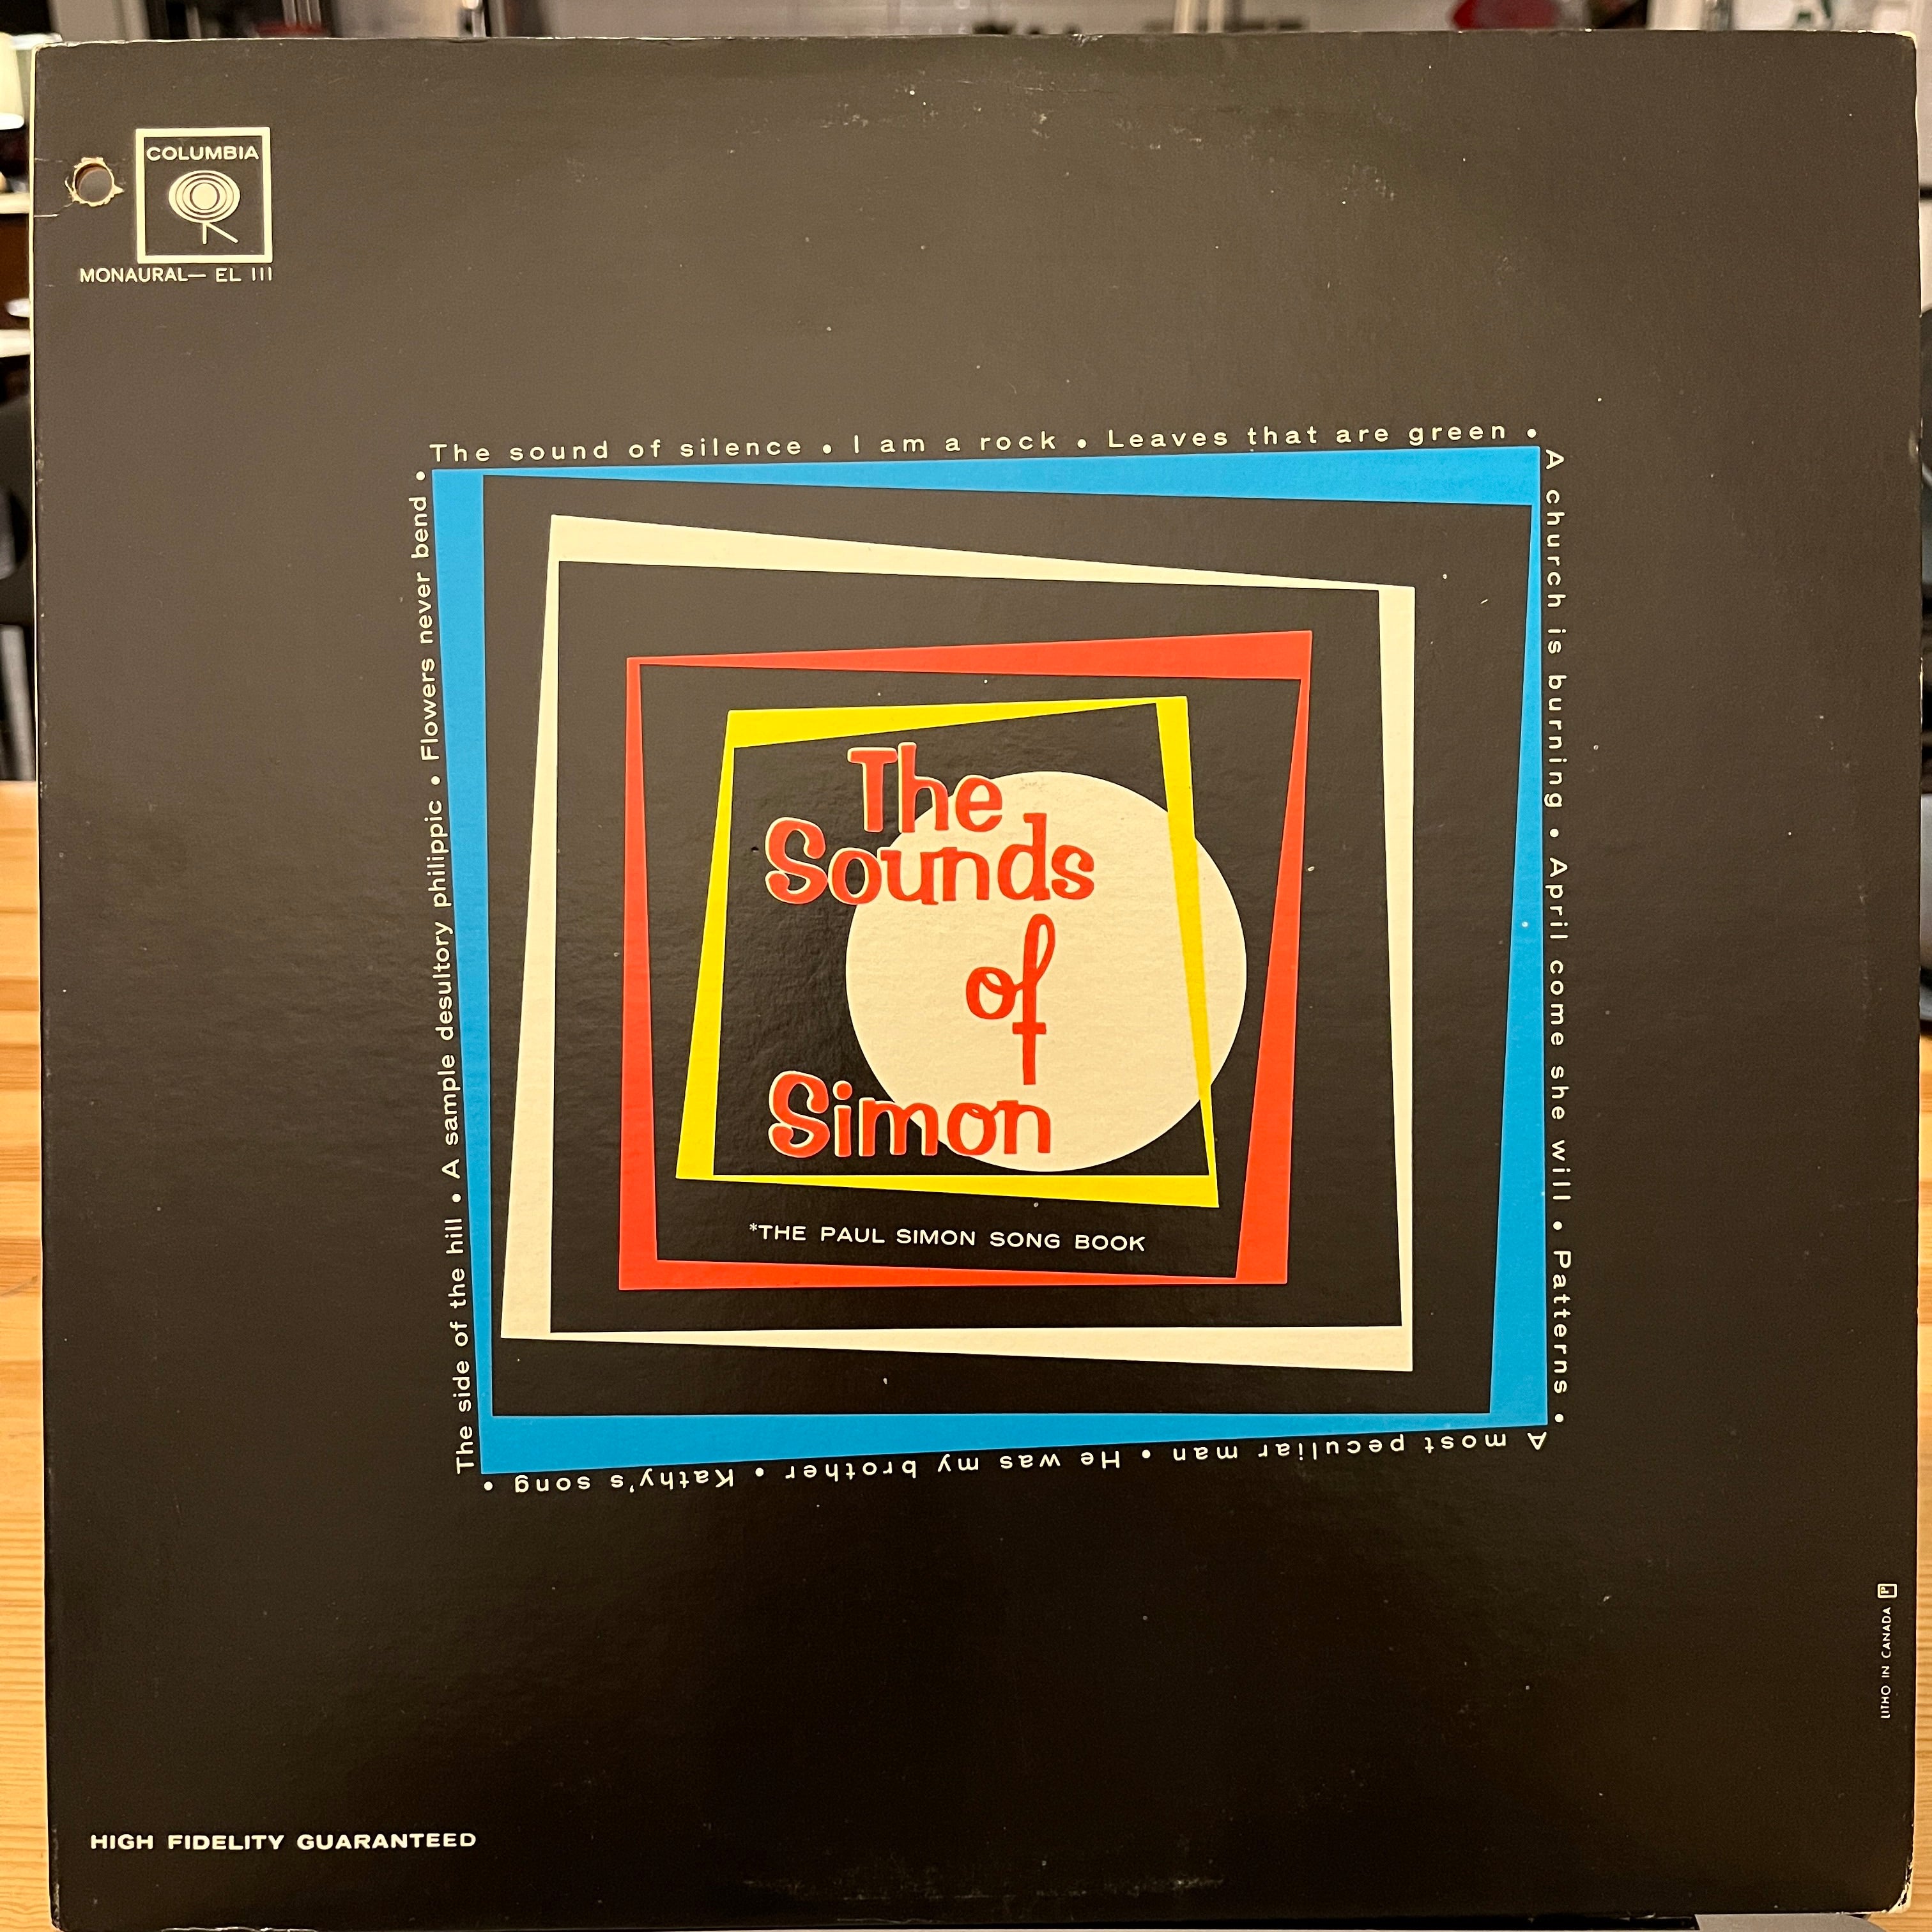 COLUMBIA
MONAURAL— EL 111
The sound of silence • I am a rock • Leaves that are green •
A church is burning • April come she will • Patterns •
A most peculiar man • He was my brother • Kathy's song •
The side of the hill • A sample desultory philippic • Flowers never bend •
The
Sounds
of
Simon
*THE PAUL SIMON SONG BOOK
LITHO IN CANADA
HIGH FIDELITY GUARANTEED